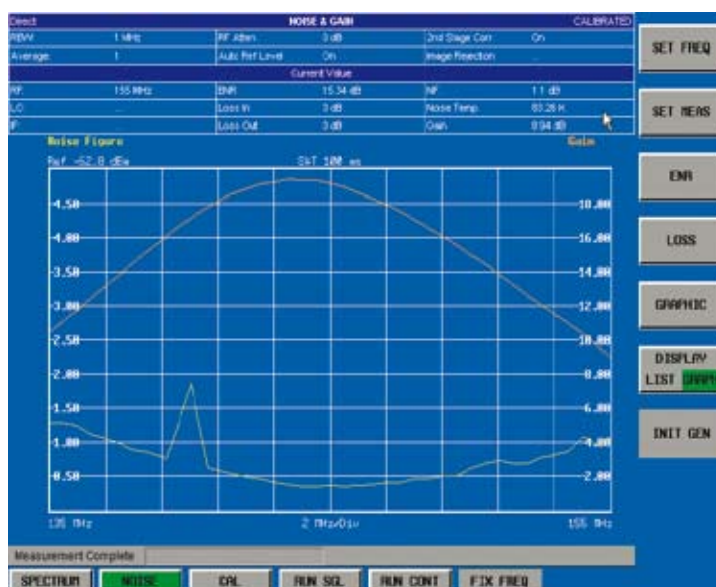 Direct NOISE & GAIN CALIBRATED
RBW 1 MHz RF Atten 3 dB 2nd Stage Corr On
Average 1 Auto Ref Level On Image Rejection
Current Value
RF 155 MHz ENR 15.34 dB NF 1.1 dB
LO Loss In 3 dB Noise Temp 83.26 K
IF Loss Out 3 dB Gain 8.94 dB
Noise Figure Gain
Ref -62.8 dBm SWT 100 ms
4.50 18.00
4.00 16.00
3.50 14.00
3.00 12.00
2.50 10.00
2.00 8.00
1.50 6.00
1.00 4.00
0.50 2.00
135 MHz 2 MHz/Div 155 MHz
Measurement Complete
SPECTRUM NOISE CAL RUN SGL RUN CONT FIX FREQ
SET FREQ
SET MEAS
ENR
LOSS
GRAPHIC
DISPLAY
LIST GRAPH
INIT GEN